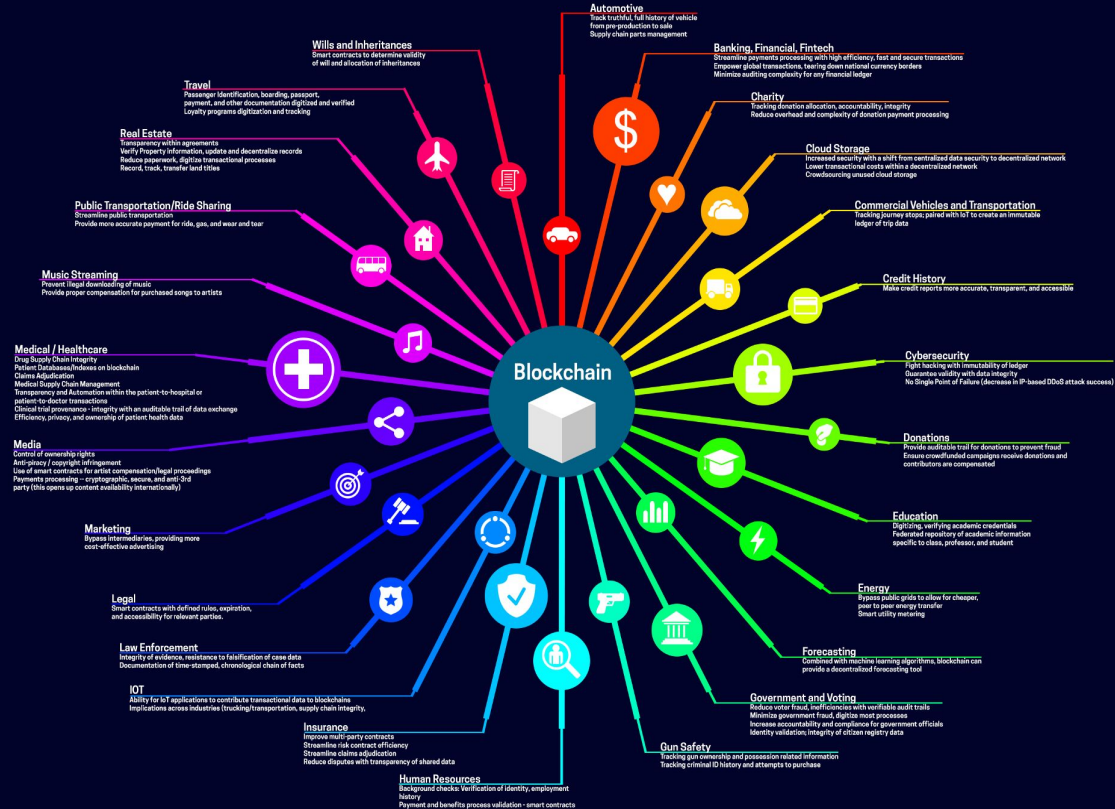 Automotive
Track truthful, full history of vehicle
from pre-production to sale
Supply chain parts management
Banking, Financial, Fintech
Streamline payments processing with high efficiency, fast and secure transactions
Empower global transactions, tearing down national currency borders
Minimize auditing complexity for any financial ledger
Charity
Tracking donation allocation, accountability, integrity
Reduce overhead and complexity of donation payment processing
Cloud Storage
Increased security with a shift from centralized data security to decentralized network
Lower transactional costs within a decentralized network
Crowdsourcing unused cloud storage
Commercial Vehicles and Transportation
Tracking journey stops; paired with IoT to create an immutable
ledger of trip data
Credit History
Make credit reports more accurate, transparent, and accessible
Cybersecurity
Fight hacking with immutability of ledger
Guarantee validity with data integrity
No Single Point of Failure (decrease in IP-based DDoS attack success)
Donations
Provide auditable trail for donations to prevent fraud
Ensure crowdfunded campaigns receive donations and
contributors are compensated
Education
Digitizing, verifying academic credentials
Federated repository of academic information
specific to class, professor, and student
Energy
Bypass public grids to allow for cheaper,
peer to peer energy transfer
Smart utility metering
Forecasting
Combined with machine learning algorithms, blockchain can
provide a decentralized forecasting tool
Government and Voting
Reduce voter fraud, inefficiencies with verifiable audit trails
Minimize government fraud, digitize most processes
Increase accountability and compliance for government officials
Identity validation; integrity of citizen registry data
Gun Safety
Tracking gun ownership and possession related information
Tracking criminal ID history and attempts to purchase
Human Resources
Background checks: Verification of identity, employment
history
Payment and benefits process validation - smart contracts
Insurance
Improve multi-party contracts
Streamline risk contract efficiency
Streamline claims adjudication
Reduce disputes with transparency of shared data
IOT
Ability for IoT applications to contribute transactional data to blockchains
Implications across industries (trucking/transportation, supply chain integrity,
Law Enforcement
Integrity of evidence, resistance to falsification of case data
Documentation of time-stamped, chronological chain of facts
Legal
Smart contracts with defined rules, expiration,
and accessibility for relevant parties.
Marketing
Bypass intermediaries, providing more
cost-effective advertising
Media
Control of ownership rights
Anti-piracy / copyright infringement
Use of smart contracts for artist compensation/legal proceedings
Payments processing -- cryptographic, secure, and anti-3rd
party (this opens up content availability internationally)
Medical / Healthcare
Drug Supply Chain Integrity
Patient Databases/Indexes on blockchain
Claims Adjudication
Medical Supply Chain Management
Transparency and Automation within the patient-to-hospital or
patient-to-doctor transactions
Clinical trial provenance - integrity with an auditable trail of data exchange
Efficiency, privacy, and ownership of patient health data
Music Streaming
Prevent illegal downloading of music
Provide proper compensation for purchased songs to artists
Public Transportation/Ride Sharing
Streamline public transportation
Provide more accurate payment for ride, gas, and wear and tear
Real Estate
Transparency within agreements
Verify Property information, update and decentralize records
Reduce paperwork, digitize transactional processes
Record, track, transfer land titles
Travel
Passenger Identification, boarding, passport,
payment, and other documentation digitized and verified
Loyalty programs digitization and tracking
Wills and Inheritances
Smart contracts to determine validity
of will and allocation of inheritances
$
Blockchain